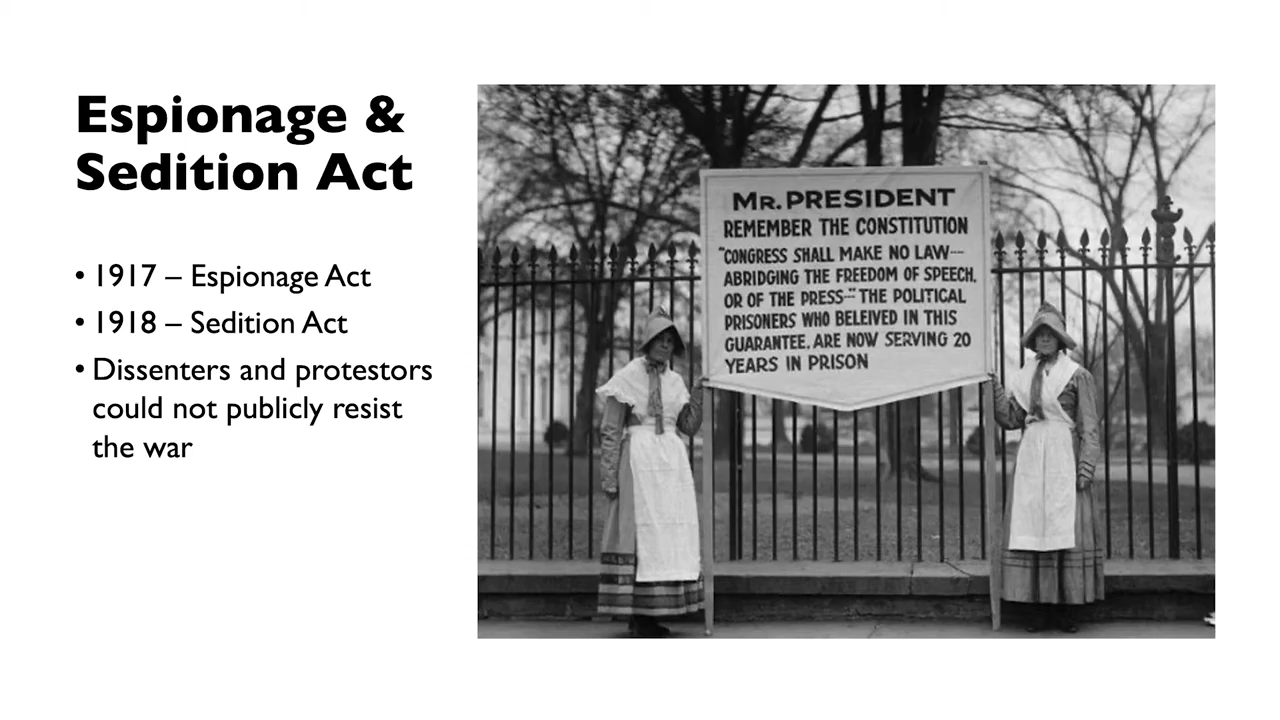 Espionage &
Sedition Act
• 1917 – Espionage Act
• 1918 – Sedition Act
• Dissenters and protestors
could not publicly resist
the war
MR. PRESIDENT
REMEMBER THE CONSTITUTION
"CONGRESS SHALL MAKE NO LAW---
ABRIDGING THE FREEDOM OF SPEECH,
OR OF THE PRESS---" THE POLITICAL
PRISONERS WHO BELEIVED IN THIS
GUARANTEE, ARE NOW SERVING 20
YEARS IN PRISON